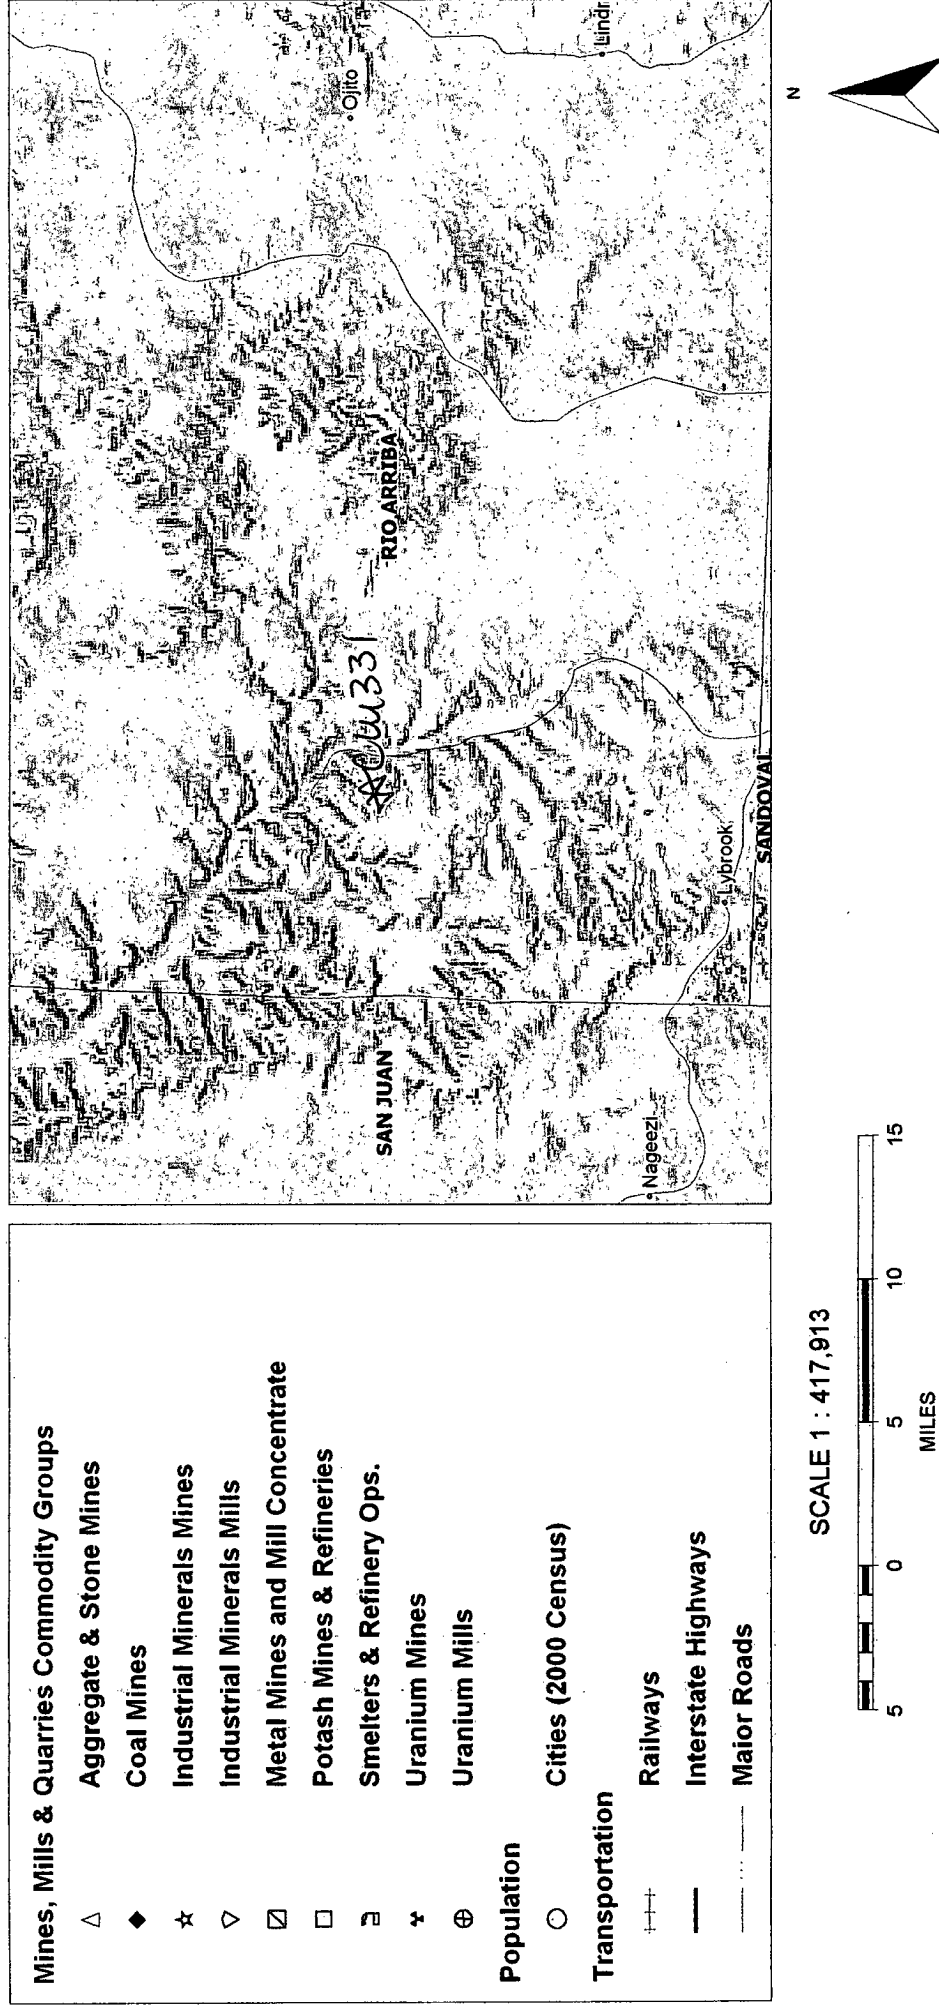 Mines, Mills & Quarries Commodity Groups
Aggregate & Stone Mines
Coal Mines
Industrial Minerals Mines
Industrial Minerals Mills
Metal Mines and Mill Concentrate
Potash Mines & Refineries
Smelters & Refinery Ops.
Uranium Mines
Uranium Mills
Population
Cities (2000 Census)
Transportation
Railways
Interstate Highways
Major Roads
SAN JUAN
RIO ARRIBA
SANDOVAL
Nageezi
Lybrook
Ojito
Lindr
SCALE 1 : 417,913
5 0 5 10 15
MILES
N